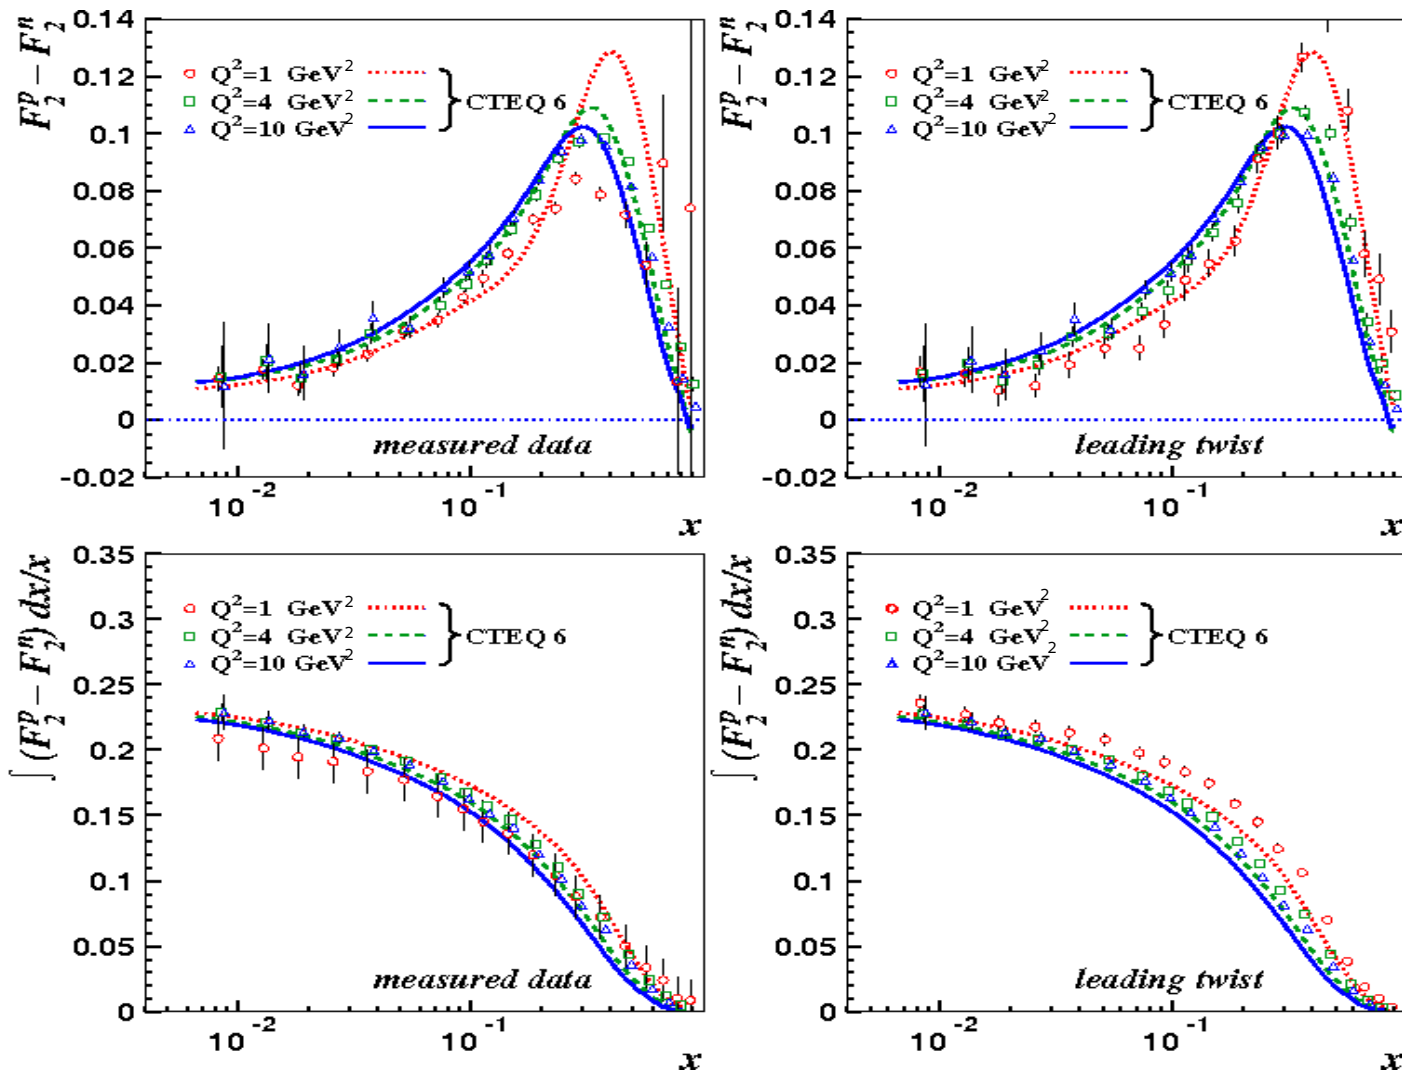 F₂ᵖ − F₂ⁿ
0.14
0.12
0.1
0.08
0.06
0.04
0.02
0
-0.02
Q²=1 GeV²
Q²=4 GeV²
Q²=10 GeV²
CTEQ 6
measured data
10⁻² 10⁻¹
x
F₂ᵖ − F₂ⁿ
0.14
0.12
0.1
0.08
0.06
0.04
0.02
0
-0.02
Q²=1 GeV²
Q²=4 GeV²
Q²=10 GeV²
CTEQ 6
leading twist
10⁻² 10⁻¹
x
∫ (F₂ᵖ − F₂ⁿ) dx/x
0.35
0.3
0.25
0.2
0.15
0.1
0.05
0
Q²=1 GeV²
Q²=4 GeV²
Q²=10 GeV²
CTEQ 6
measured data
10⁻² 10⁻¹
x
∫ (F₂ᵖ − F₂ⁿ) dx/x
0.35
0.3
0.25
0.2
0.15
0.1
0.05
0
Q²=1 GeV²
Q²=4 GeV²
Q²=10 GeV²
CTEQ 6
leading twist
10⁻² 10⁻¹
x